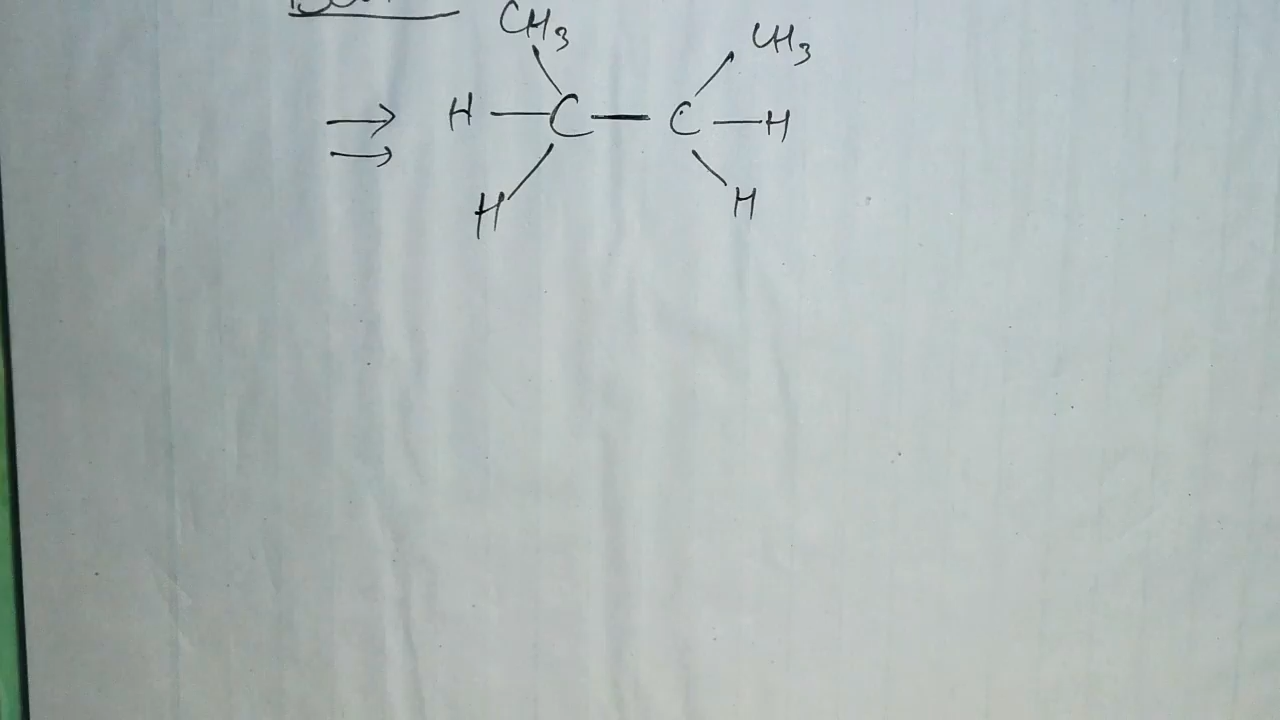 CH3 CH3
H — C — C — H
H H